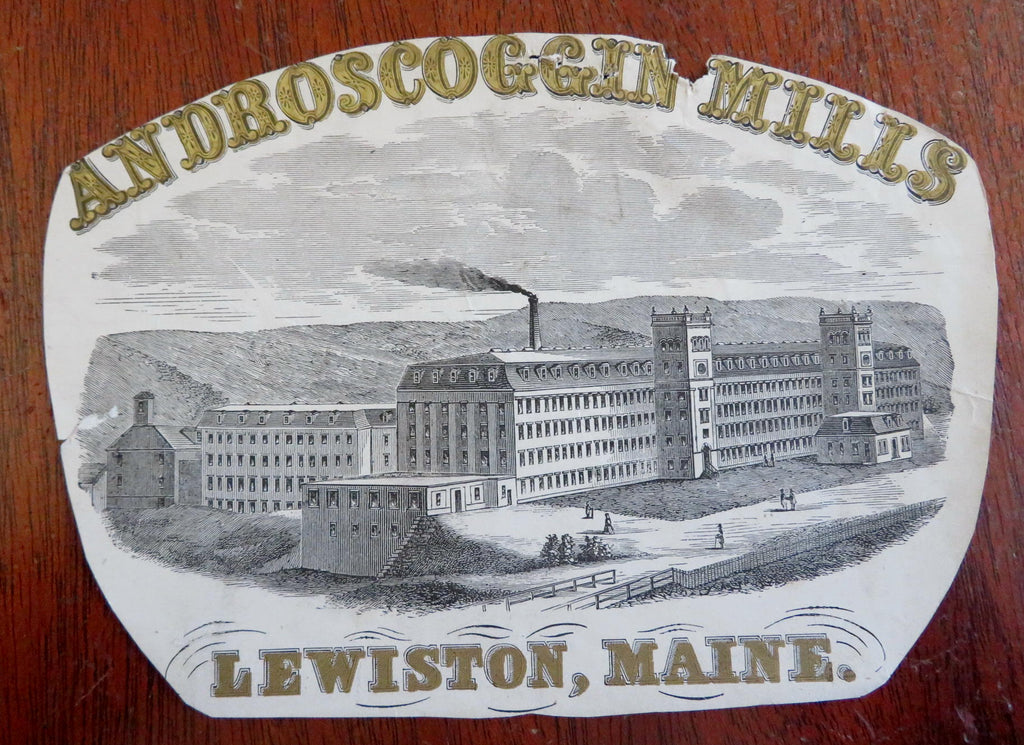 ANDROSCOGGIN MILLS
LEWISTON, MAINE.